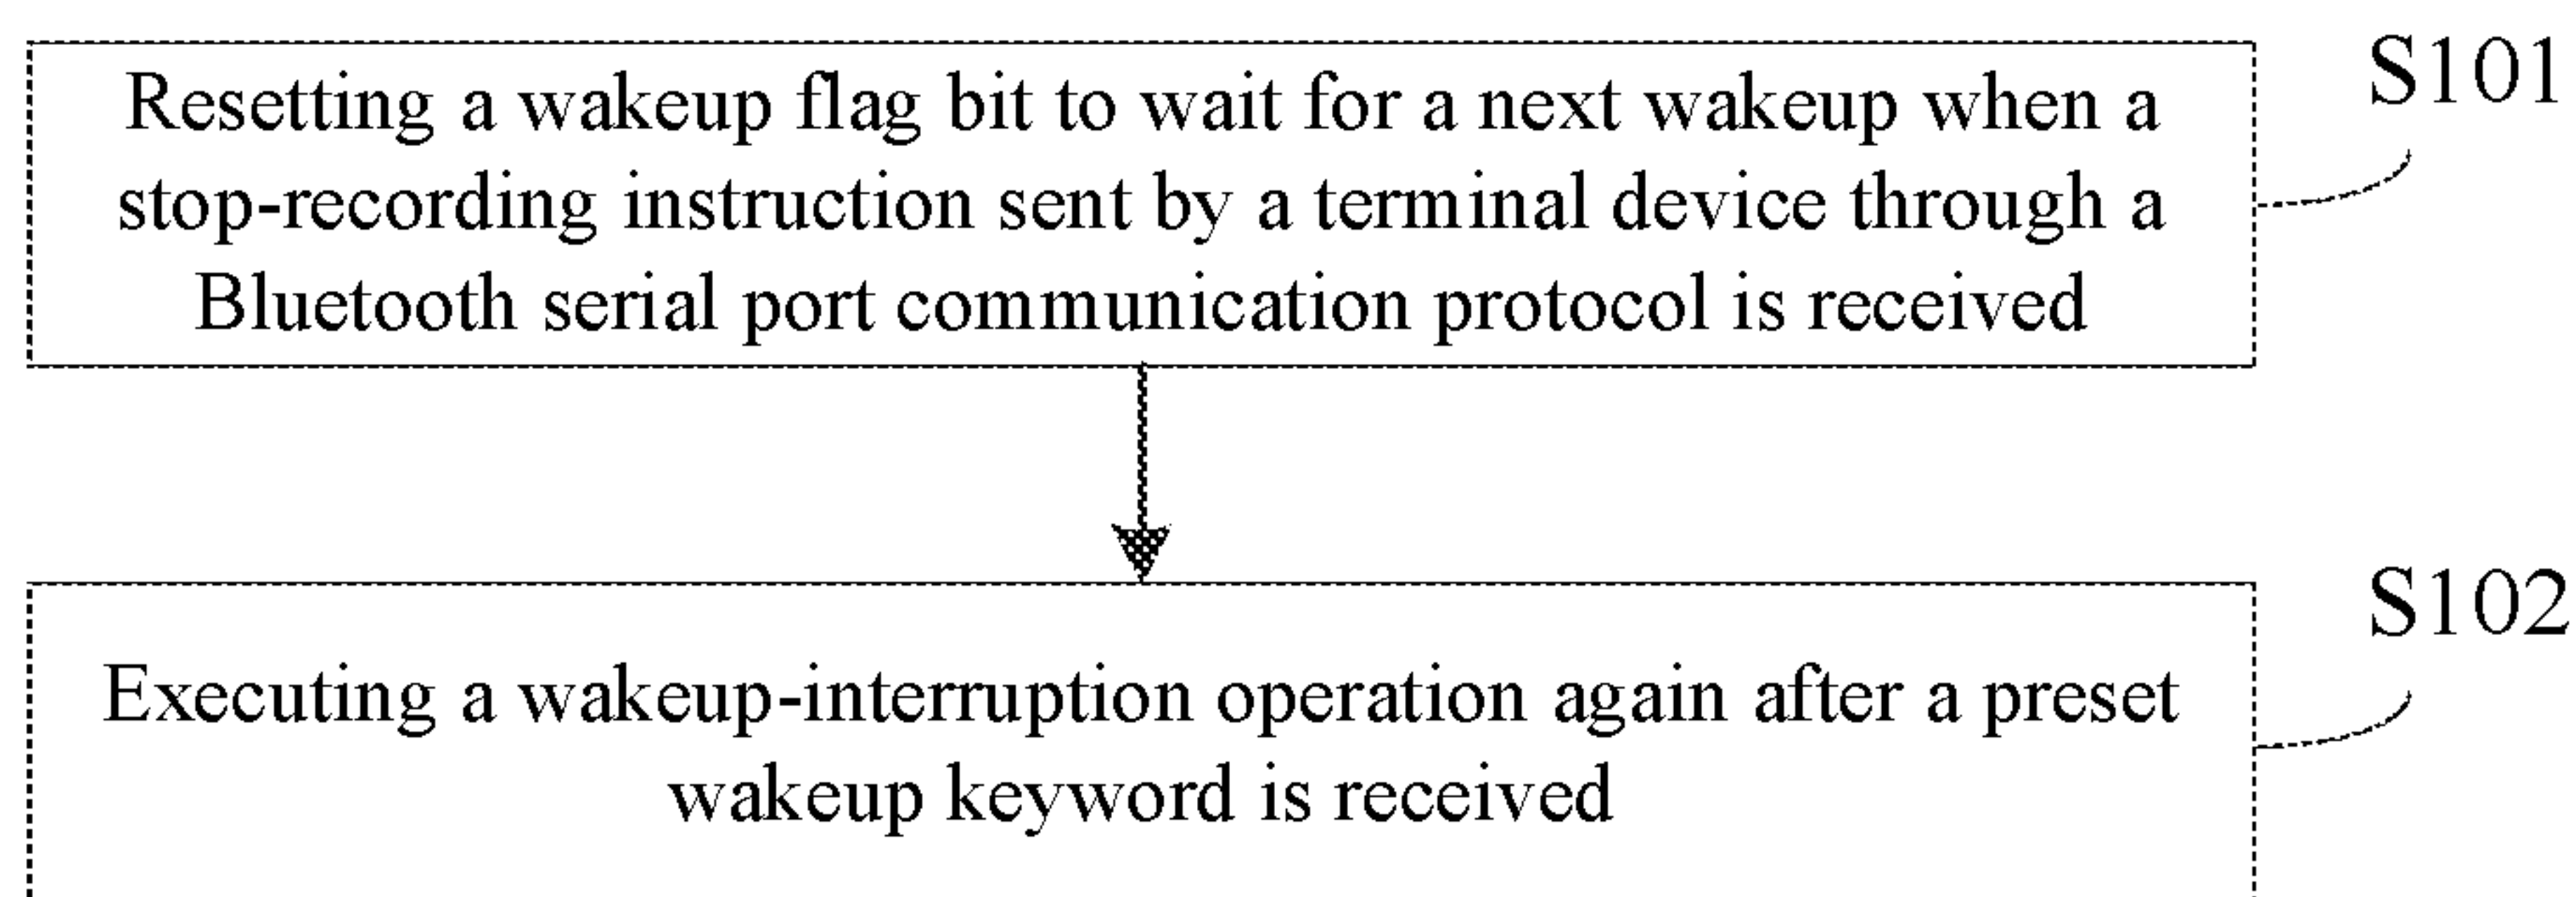 Resetting a wakeup flag bit to wait for a next wakeup when a
stop-recording instruction sent by a terminal device through a
Bluetooth serial port communication protocol is received
S101
Executing a wakeup-interruption operation again after a preset
wakeup keyword is received
S102